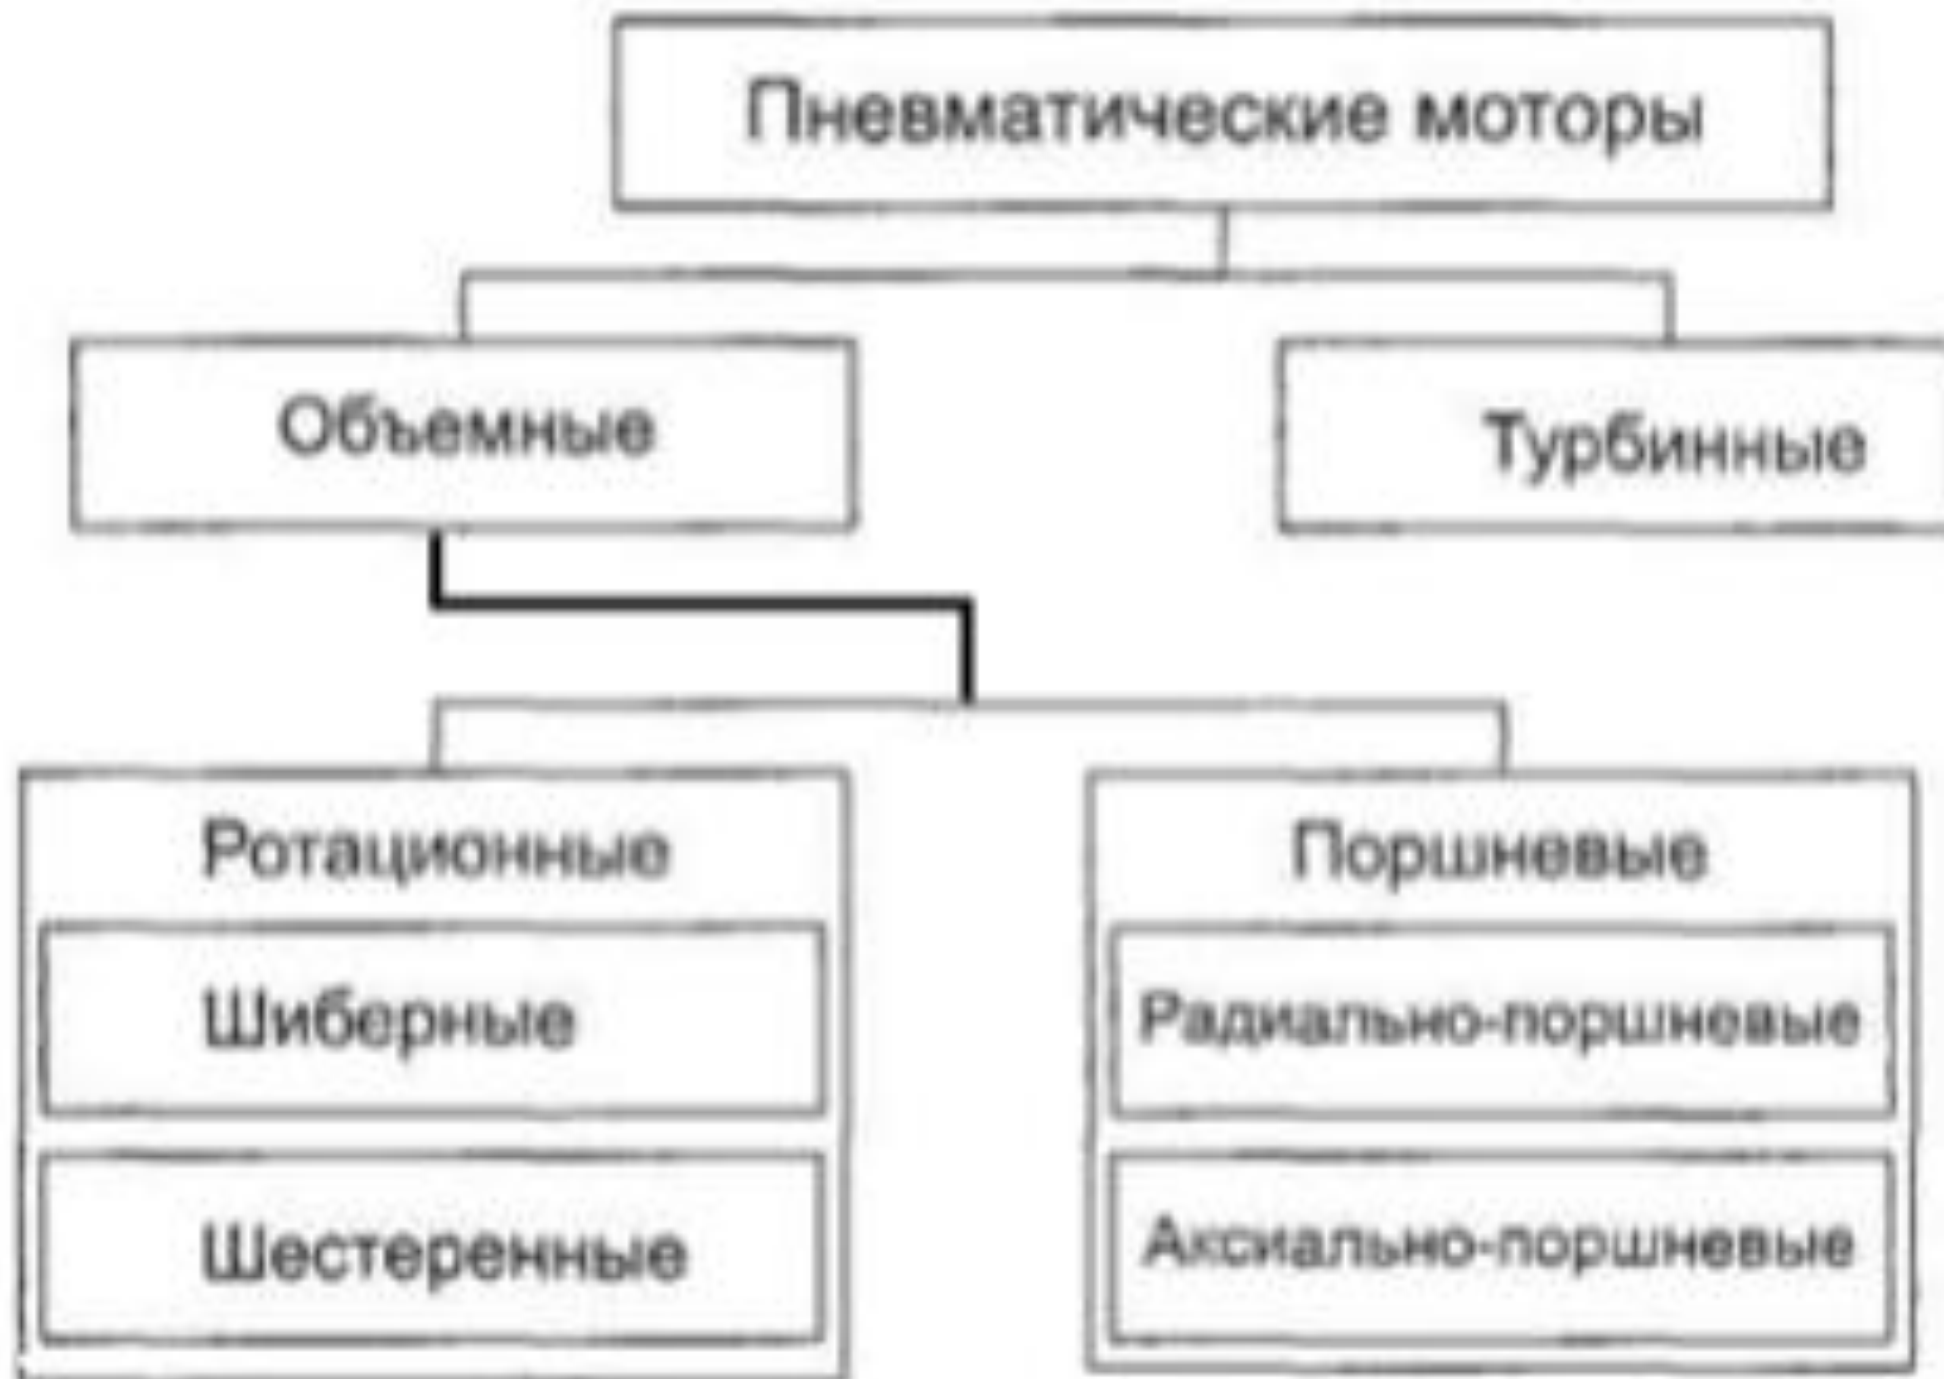 Пневматические моторы
Объемные
Турбинные
Ротационные
Поршневые
Шиберные
Радиально-поршневые
Шестеренные
Аксиально-поршневые